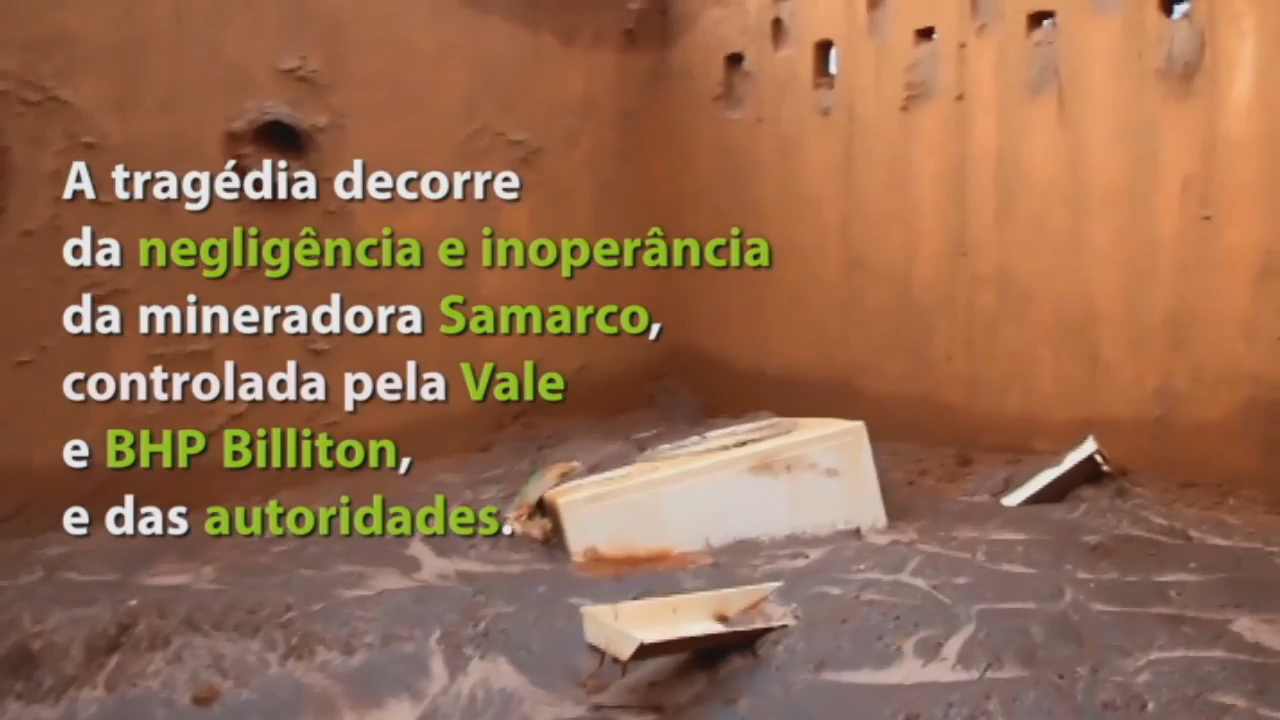 A tragédia decorre
da negligência e inoperância
da mineradora Samarco,
controlada pela Vale
e BHP Billiton,
e das autoridades.